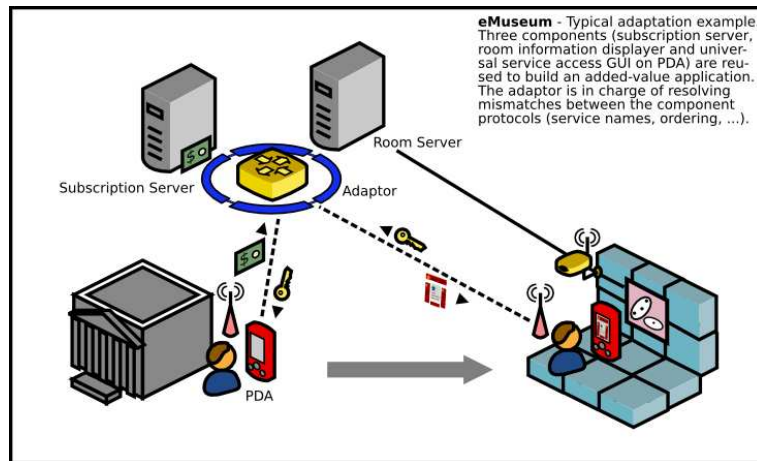 eMuseum - Typical adaptation example
Three components (subscription server,
room information displayer and univer-
sal service access GUI on PDA) are reu-
sed to build an added-value application.
The adaptor is in charge of resolving
mismatches between the component
protocols (service names, ordering, ...).
Room Server
Subscription Server
Adaptor
$
$
PDA